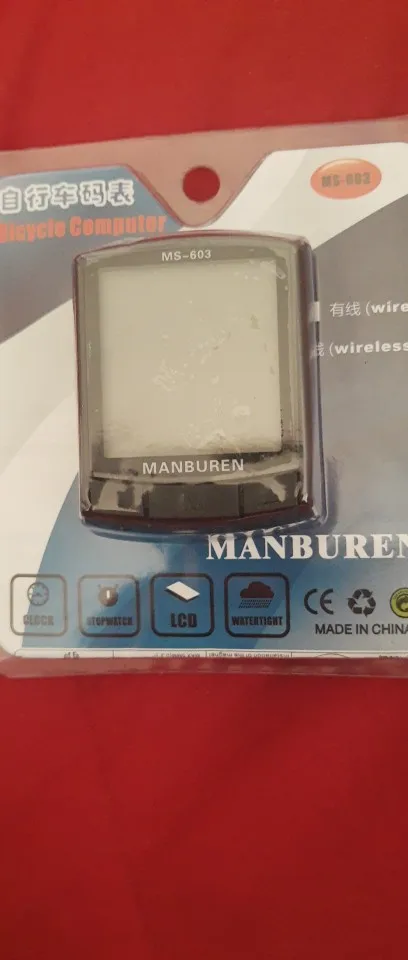 自行车码表
Bicycle Computer
MS-603
MS-603
有线 (wire
线 (wireless
MANBUREN
MANBUREN
CLOCK
STOPWATCH
LCD
WATERTIGHT
CE
MADE IN CHINA